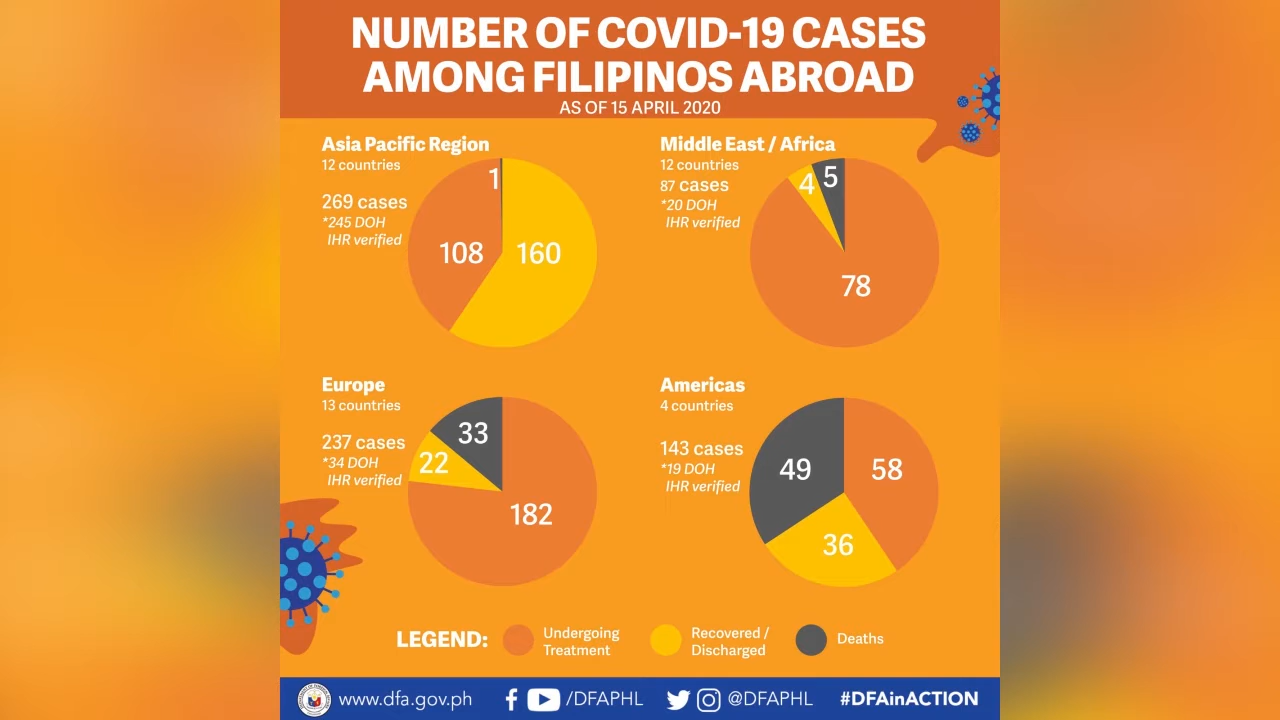 NUMBER OF COVID-19 CASES
AMONG FILIPINOS ABROAD
AS OF 15 APRIL 2020
Asia Pacific Region
12 countries
269 cases
*245 DOH
IHR verified
1
108
160
Middle East / Africa
12 countries
87 cases
*20 DOH
IHR verified
4
5
78
Europe
13 countries
237 cases
*34 DOH
IHR verified
33
22
182
Americas
4 countries
143 cases
*19 DOH
IHR verified
49
58
36
LEGEND:
Undergoing
Treatment
Recovered /
Discharged
Deaths
www.dfa.gov.ph
/DFAPHL
@DFAPHL
#DFAinACTION